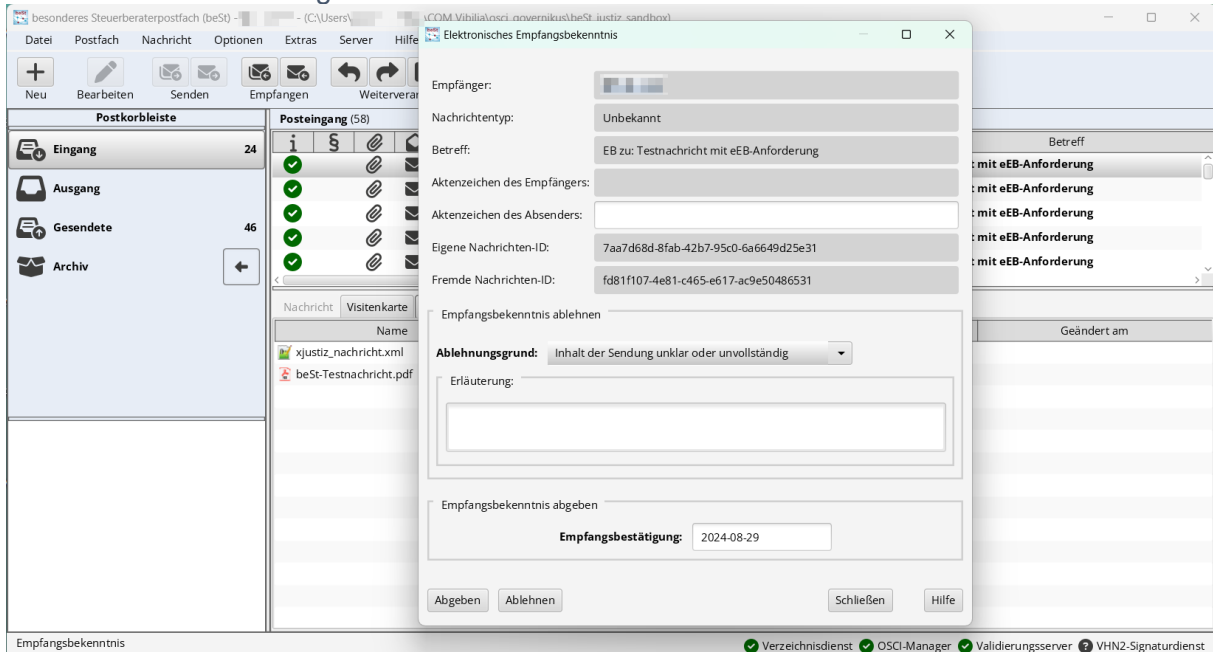 besonderes Steuerberaterpostfach (beSt) - - (C:\Users\ \COM Vibilia\osci_governikus\beSt_justiz_sandbox)
Datei Postfach Nachricht Optionen Extras Server Hilfe
Neu Bearbeiten Senden Empfangen
Postkorbleiste
Eingang 24
Ausgang
Gesendete 46
Archiv
Posteingang (58)
i §
Betreff
t mit eEB-Anforderung
t mit eEB-Anforderung
t mit eEB-Anforderung
t mit eEB-Anforderung
t mit eEB-Anforderung
Nachricht Visitenkarte
Name Geändert am
xjustiz_nachricht.xml
beSt-Testnachricht.pdf
Elektronisches Empfangsbekenntnis
Empfänger:
Nachrichtentyp: Unbekannt
Betreff: EB zu: Testnachricht mit eEB-Anforderung
Aktenzeichen des Empfängers:
Aktenzeichen des Absenders:
Eigene Nachrichten-ID: 7aa7d68d-8fab-42b7-95c0-6a6649d25e31
Fremde Nachrichten-ID: fd81f107-4e81-c465-e617-ac9e50486531
Empfangsbekenntnis ablehnen
Ablehnungsgrund: Inhalt der Sendung unklar oder unvollständig
Erläuterung:
Empfangsbekenntnis abgeben
Empfangsbestätigung: 2024-08-29
Abgeben Ablehnen Schließen Hilfe
Empfangsbekenntnis
Verzeichnisdienst OSCI-Manager Validierungsserver VHN2-Signaturdienst